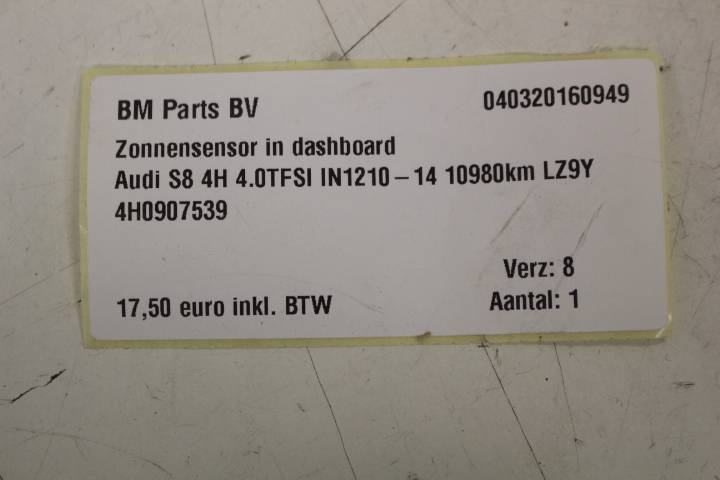 BM Parts BV 040320160949
Zonnensensor in dashboard
Audi S8 4H 4.0TFSI IN1210-14 10980km LZ9Y
4H0907539
Verz: 8
17,50 euro inkl. BTW Aantal: 1